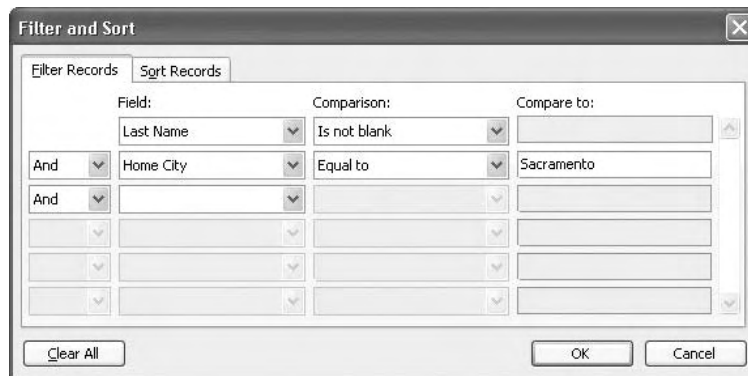 Filter and Sort
Filter Records Sort Records
Field: Comparison: Compare to:
Last Name Is not blank
And Home City Equal to Sacramento
And
Clear All OK Cancel